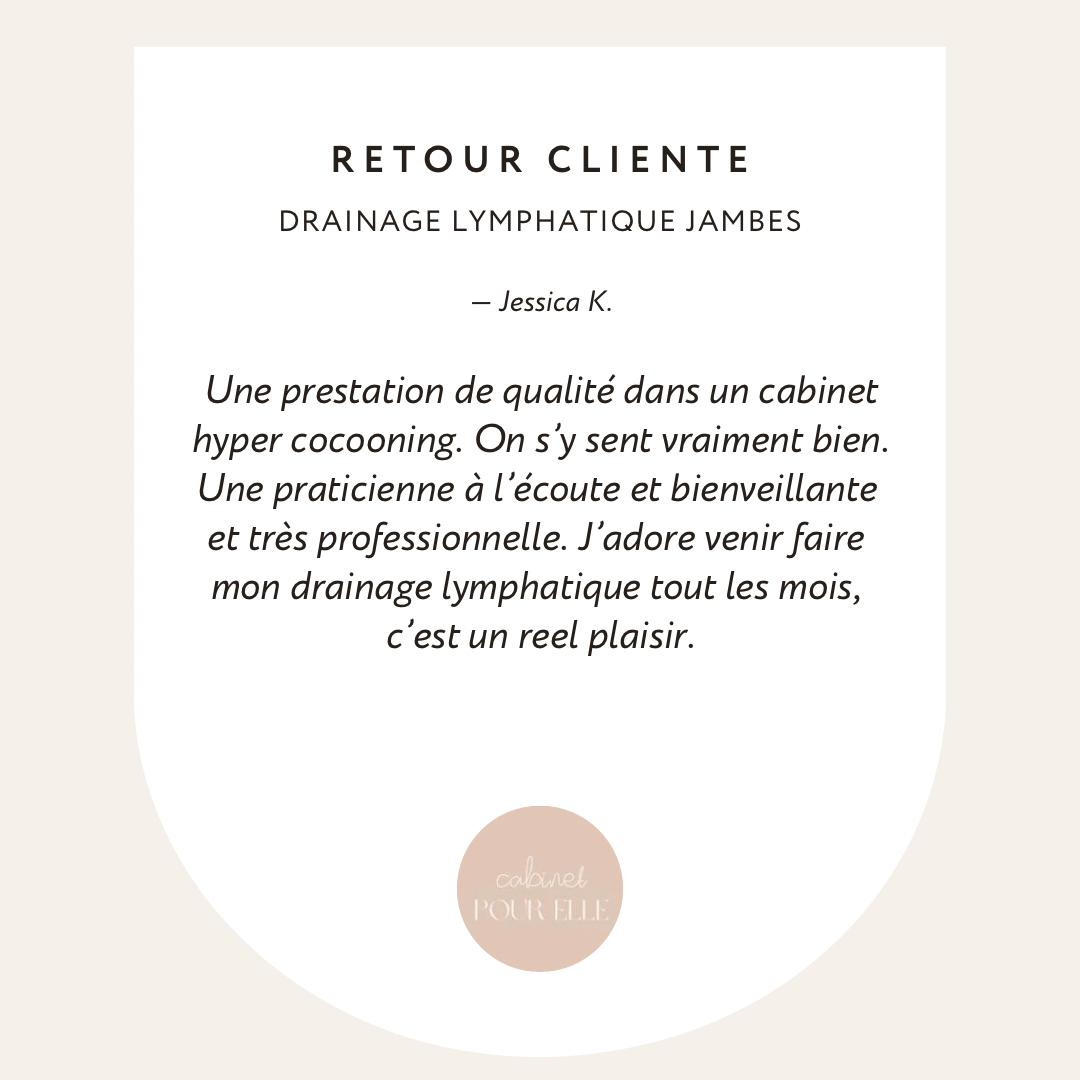 RETOUR CLIENTE
DRAINAGE LYMPHATIQUE JAMBES
– Jessica K.
Une prestation de qualité dans un cabinet
hyper cocooning. On s’y sent vraiment bien.
Une praticienne à l’écoute et bienveillante
et très professionnelle. J’adore venir faire
mon drainage lymphatique tout les mois,
c’est un reel plaisir.
cabinet
POUR ELLE